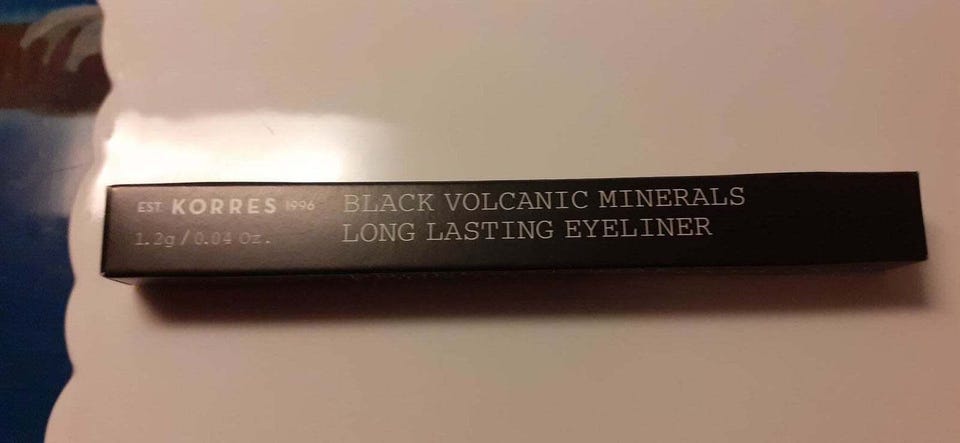 EST. KORRES 1996
1.2g / 0.04 Oz.
BLACK VOLCANIC MINERALS
LONG LASTING EYELINER